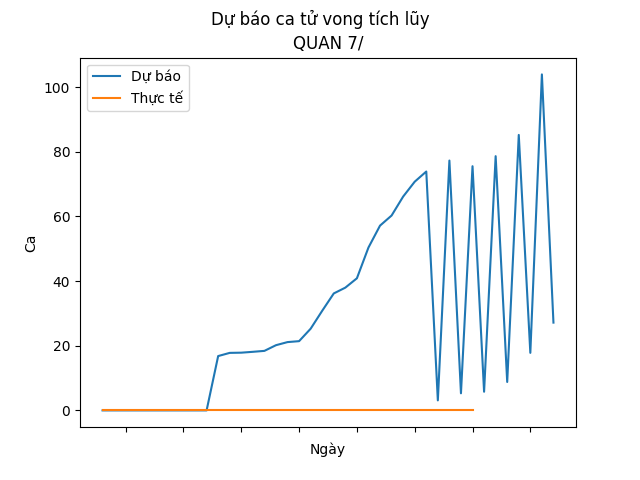 Dự báo ca tử vong tích lũy
QUAN 7/
Dự báo
Thực tế
100
80
60
40
20
0
Ca
Ngày